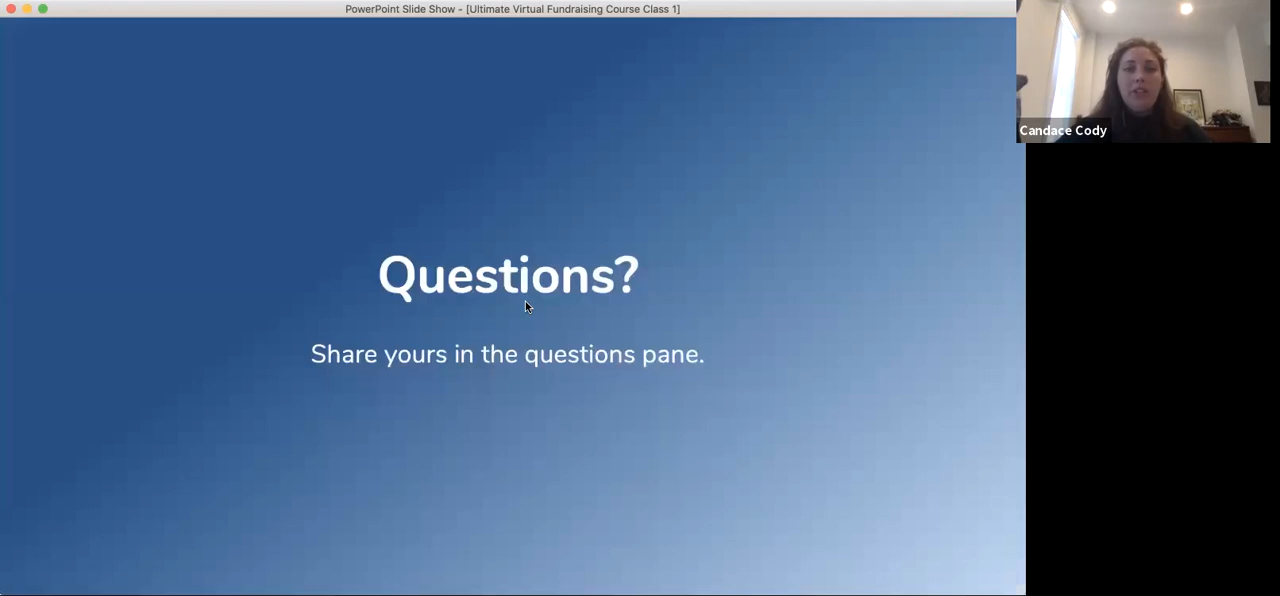 PowerPoint Slide Show - [Ultimate Virtual Fundraising Course Class 1]
Candace Cody
Questions?
Share yours in the questions pane.